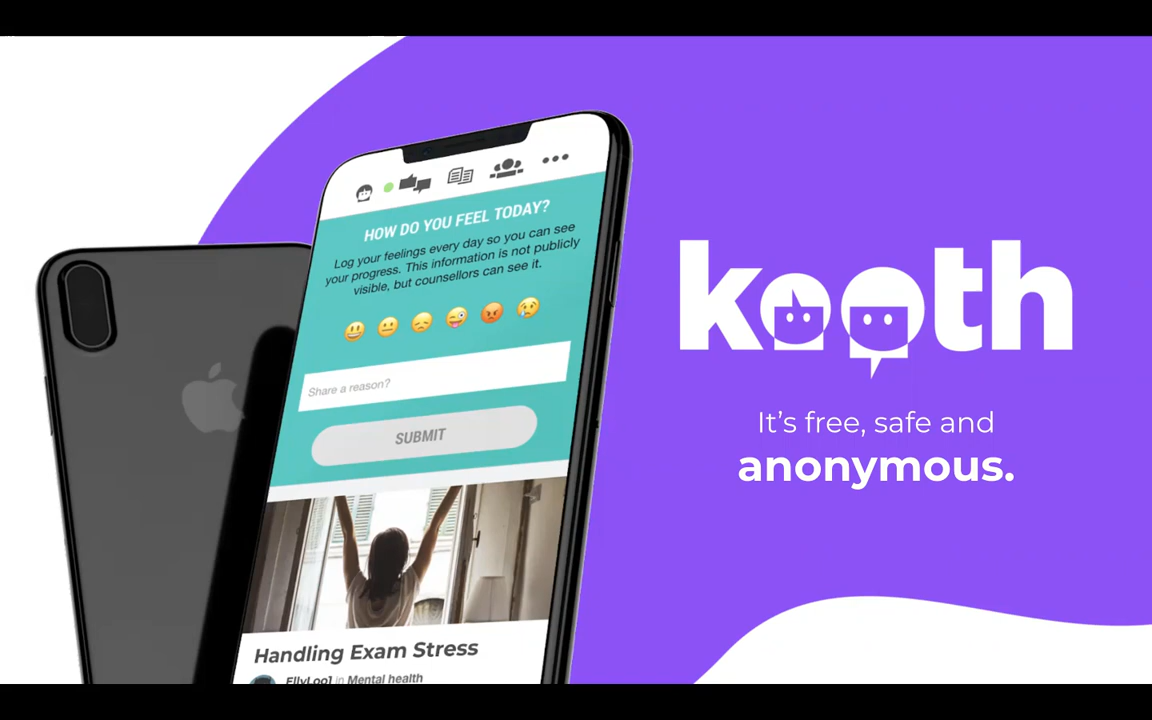 HOW DO YOU FEEL TODAY?
Log your feelings every day so you can see
your progress. This information is not publicly
visible, but counsellors can see it.
Share a reason?
SUBMIT
Handling Exam Stress
in Mental health
kooth
It's free, safe and
anonymous.